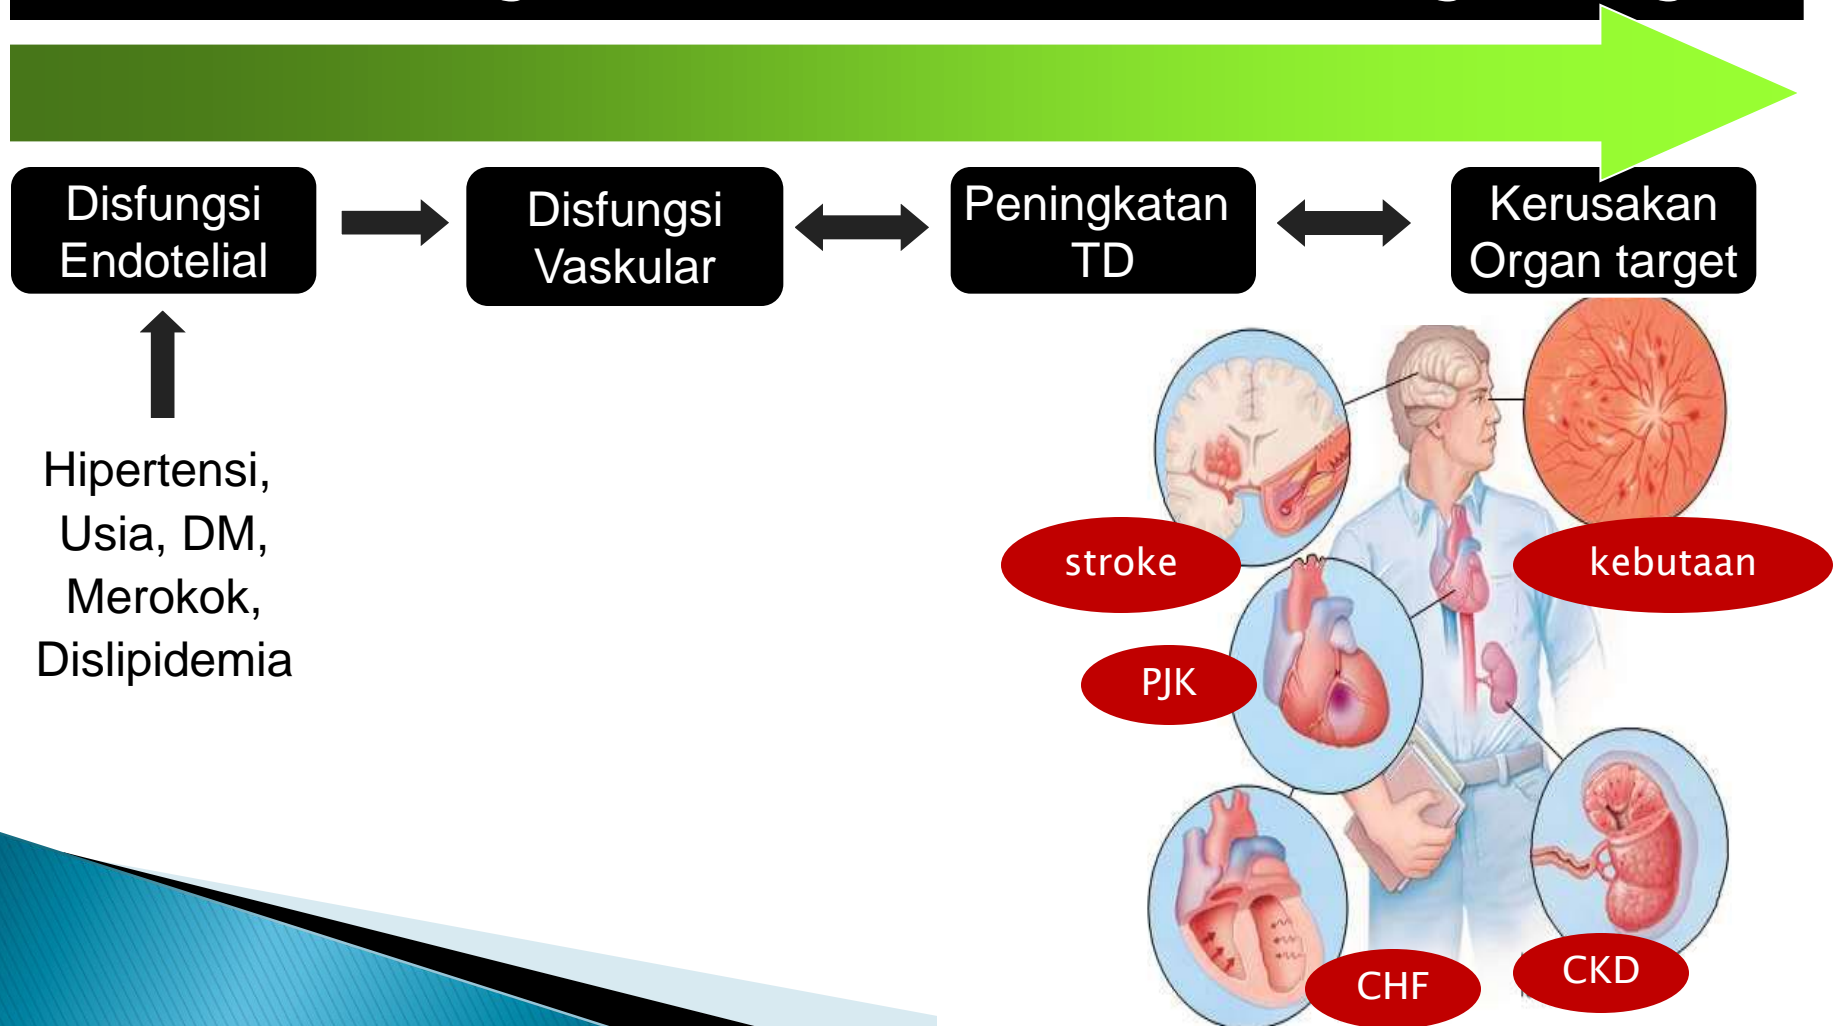 Disfungsi
Endotelial
Disfungsi
Vaskular
Peningkatan
TD
Kerusakan
Organ target
Hipertensi,
Usia, DM,
Merokok,
Dislipidemia
stroke
kebutaan
PJK
CHF
CKD